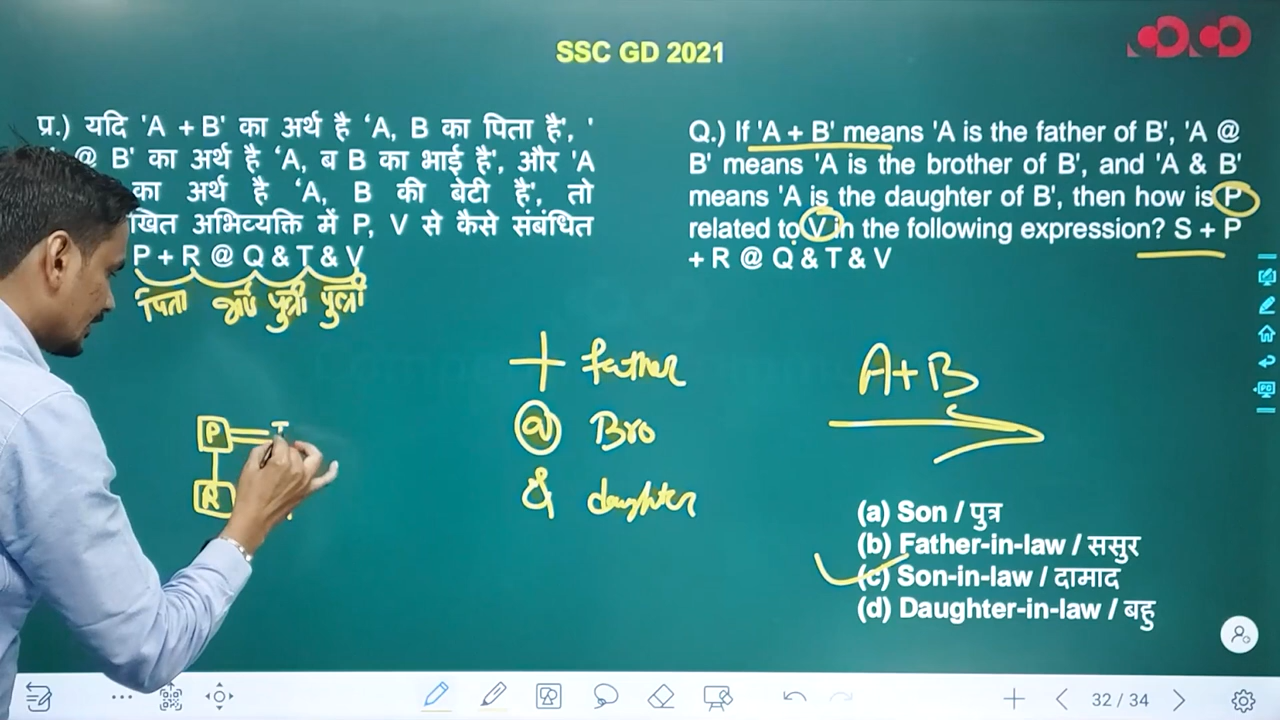 SSC GD 2021
प्र.) यदि 'A + B' का अर्थ है ‘A, B का पिता है', '
@ B' का अर्थ है ‘A, ब B का भाई है', और 'A
का अर्थ है ‘A, B की बेटी है', तो
खित अभिव्यक्ति में P, V से कैसे संबंधित
P + R @ Q & T & V
पिता भाई पुत्री पुत्री
Q.) If 'A + B' means 'A is the father of B', 'A @
B' means 'A is the brother of B', and 'A & B'
means 'A is the daughter of B', then how is P
related to V in the following expression? S + P
+ R @ Q & T & V
+ father
@ Bro
& daughter
A+B
P = T
R
(a) Son / पुत्र
(b) Father-in-law / ससुर
(c) Son-in-law / दामाद
(d) Daughter-in-law / बहु
32 / 34